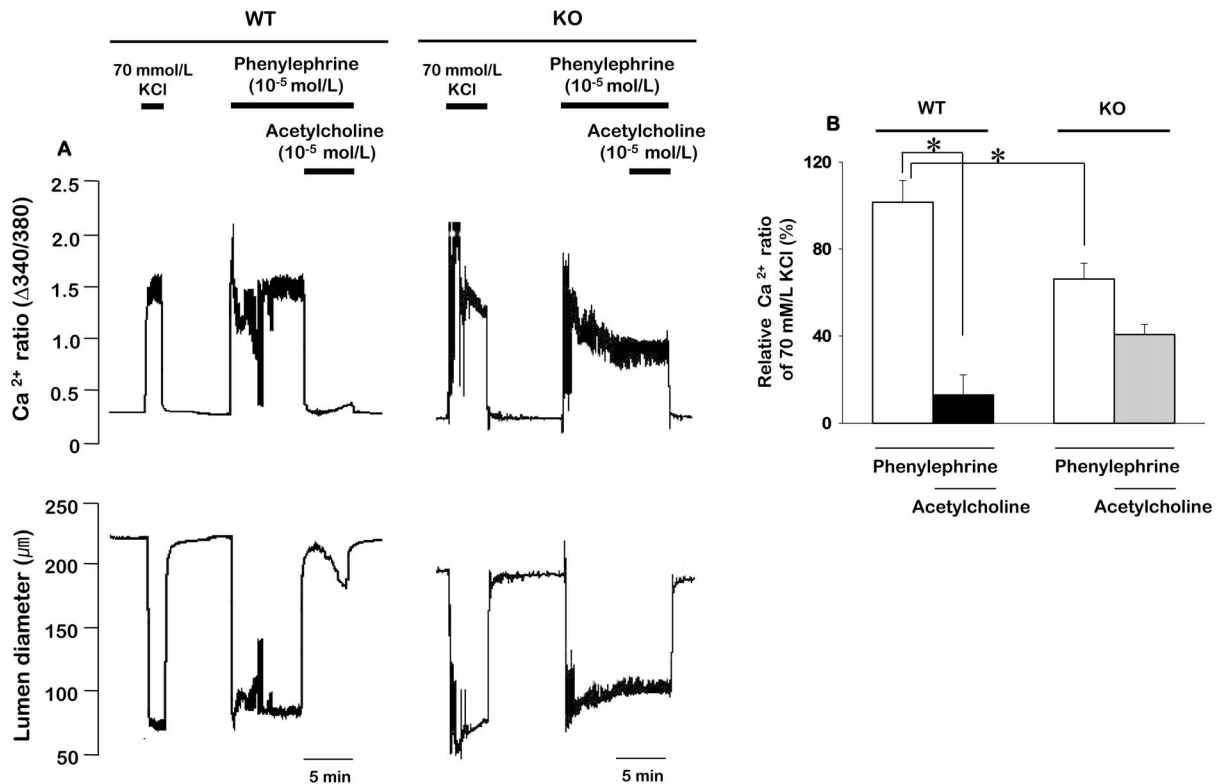 WT
KO
70 mmol/L
KCl
Phenylephrine
(10⁻⁵ mol/L)
70 mmol/L
KCl
Phenylephrine
(10⁻⁵ mol/L)
Acetylcholine
(10⁻⁵ mol/L)
Acetylcholine
(10⁻⁵ mol/L)
A
Ca ²⁺ ratio (Δ340/380)
2.5
2.0
1.5
1.0
0.5
0
Lumen diameter (μm)
250
200
150
100
50
5 min
5 min
B
WT
KO
*
*
Relative Ca ²⁺ ratio
of 70 mM/L KCl (%)
120
80
40
0
Phenylephrine
Phenylephrine
Acetylcholine
Acetylcholine